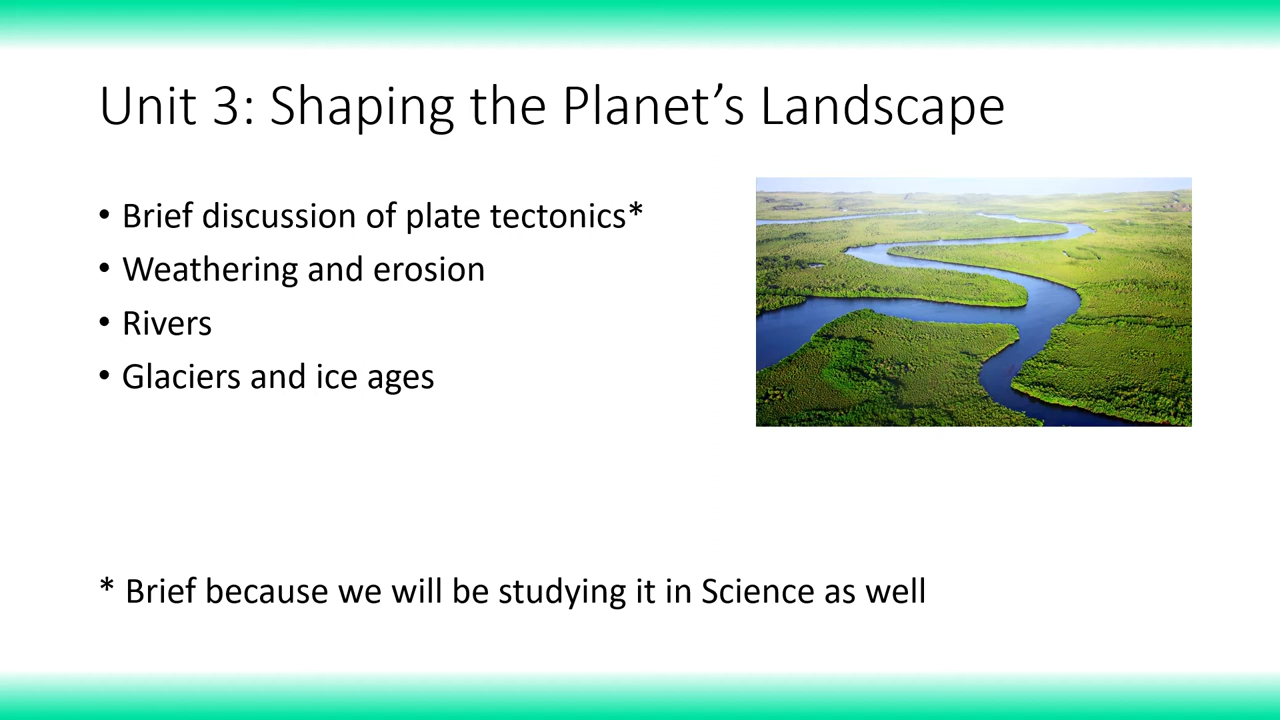 Unit 3: Shaping the Planet’s Landscape
• Brief discussion of plate tectonics*
• Weathering and erosion
• Rivers
• Glaciers and ice ages
* Brief because we will be studying it in Science as well